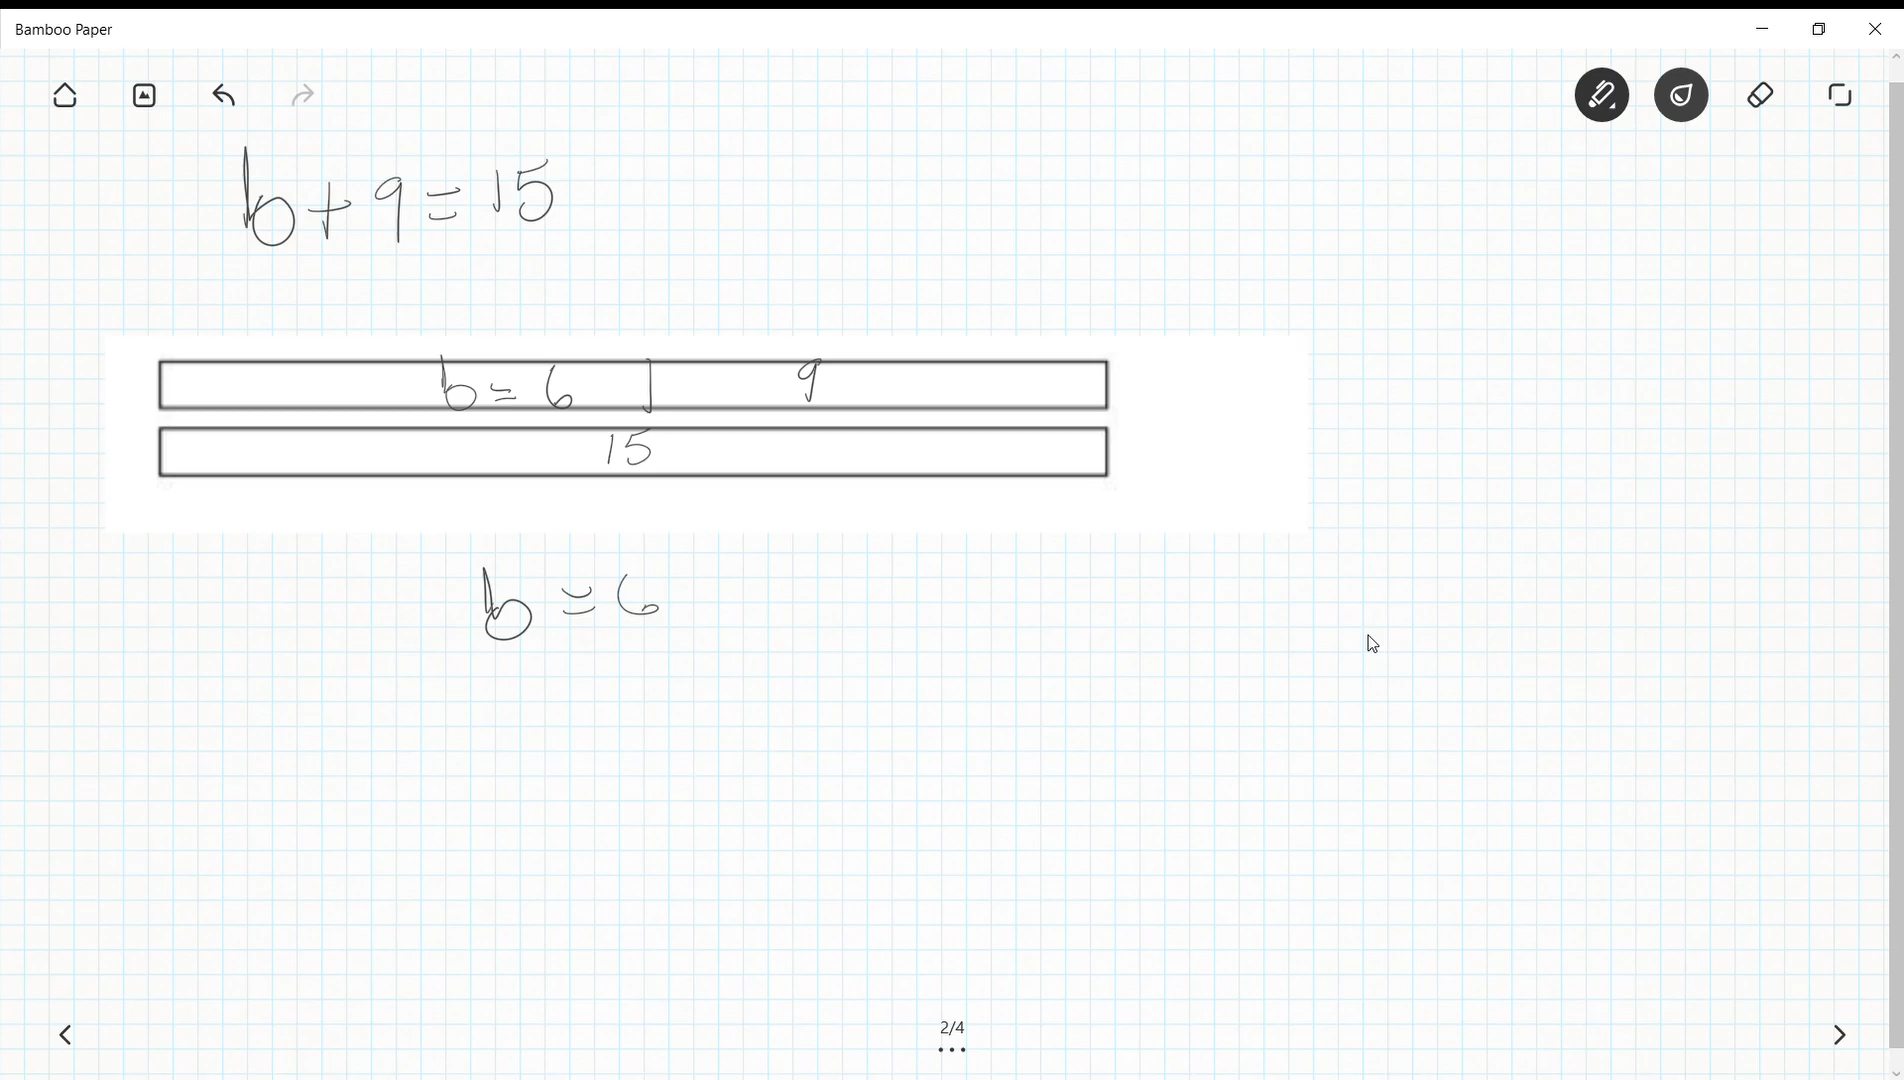 Bamboo Paper
b + 9 = 15
b = 6 9
15
b = 6
2/4